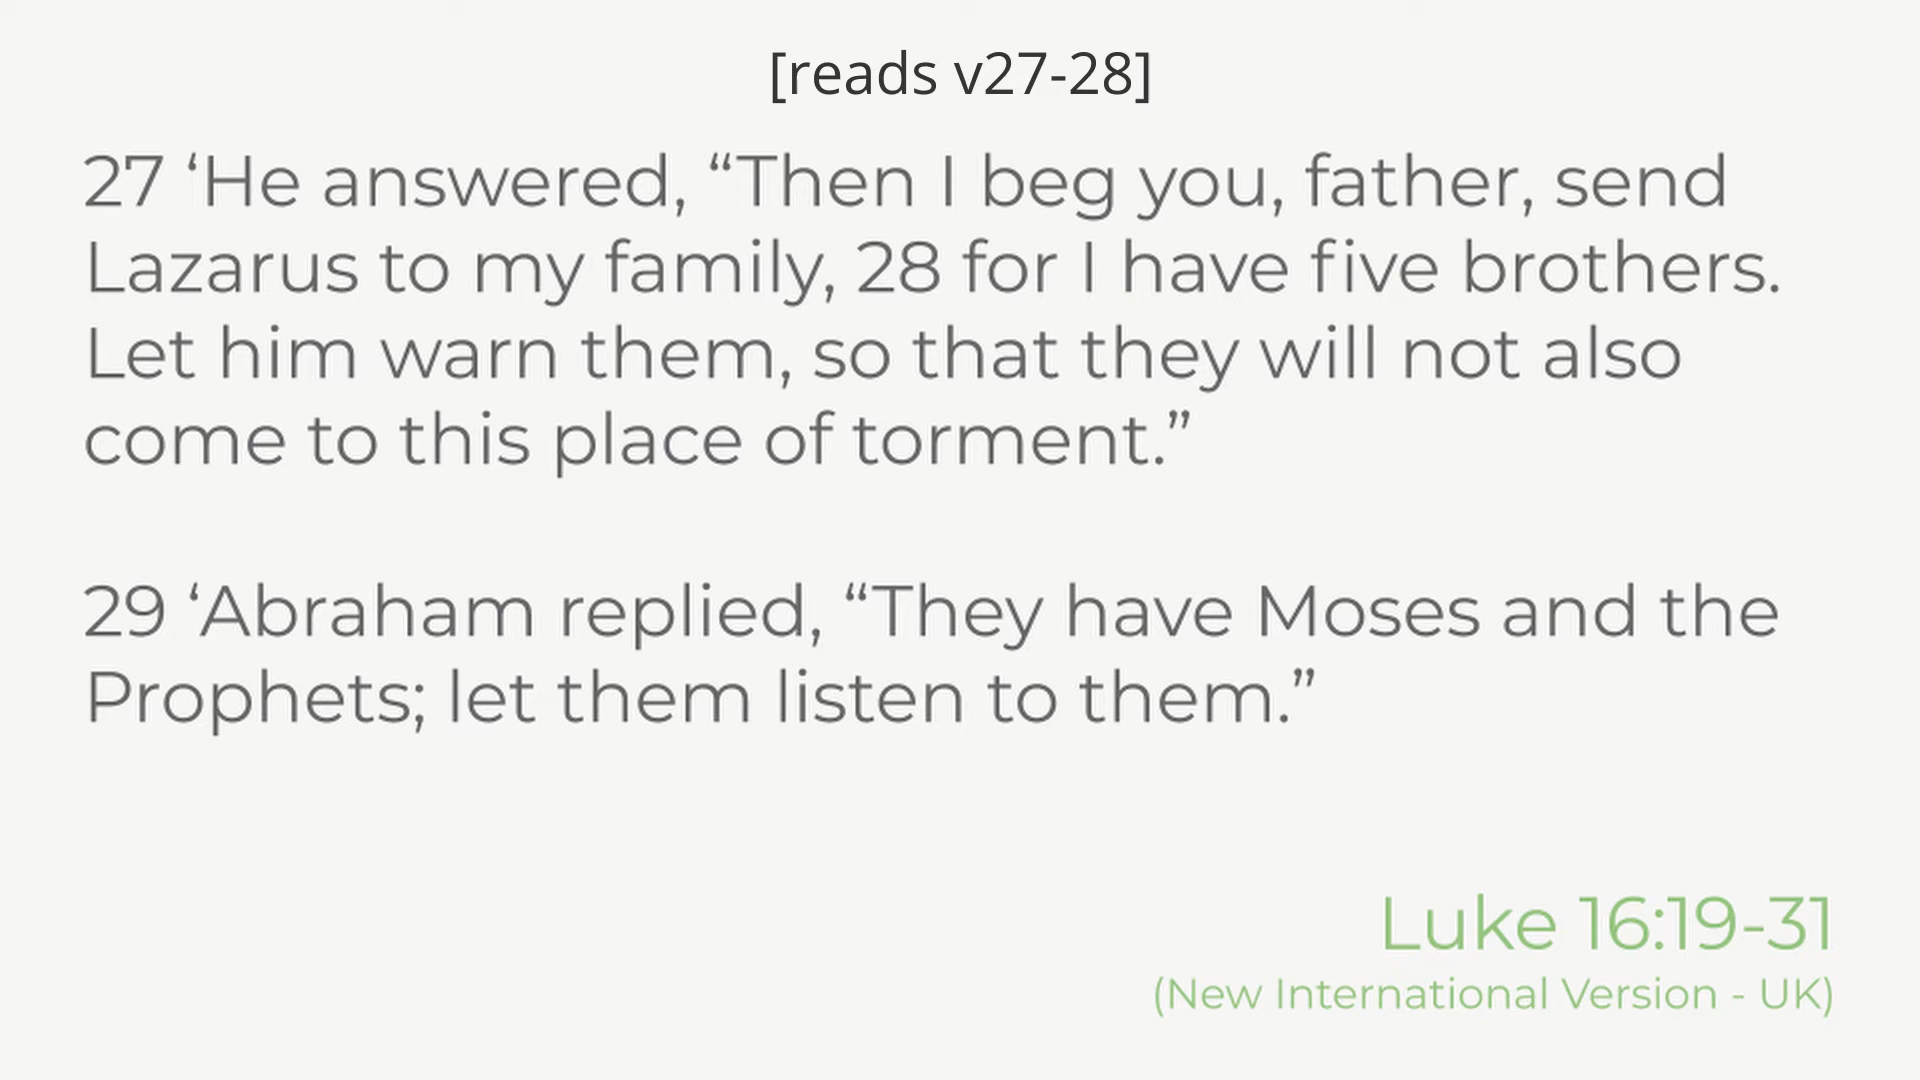 [reads v27-28]
27 ‘He answered, “Then I beg you, father, send
Lazarus to my family, 28 for I have five brothers.
Let him warn them, so that they will not also
come to this place of torment.”
29 ‘Abraham replied, “They have Moses and the
Prophets; let them listen to them.”
Luke 16:19-31
(New International Version - UK)